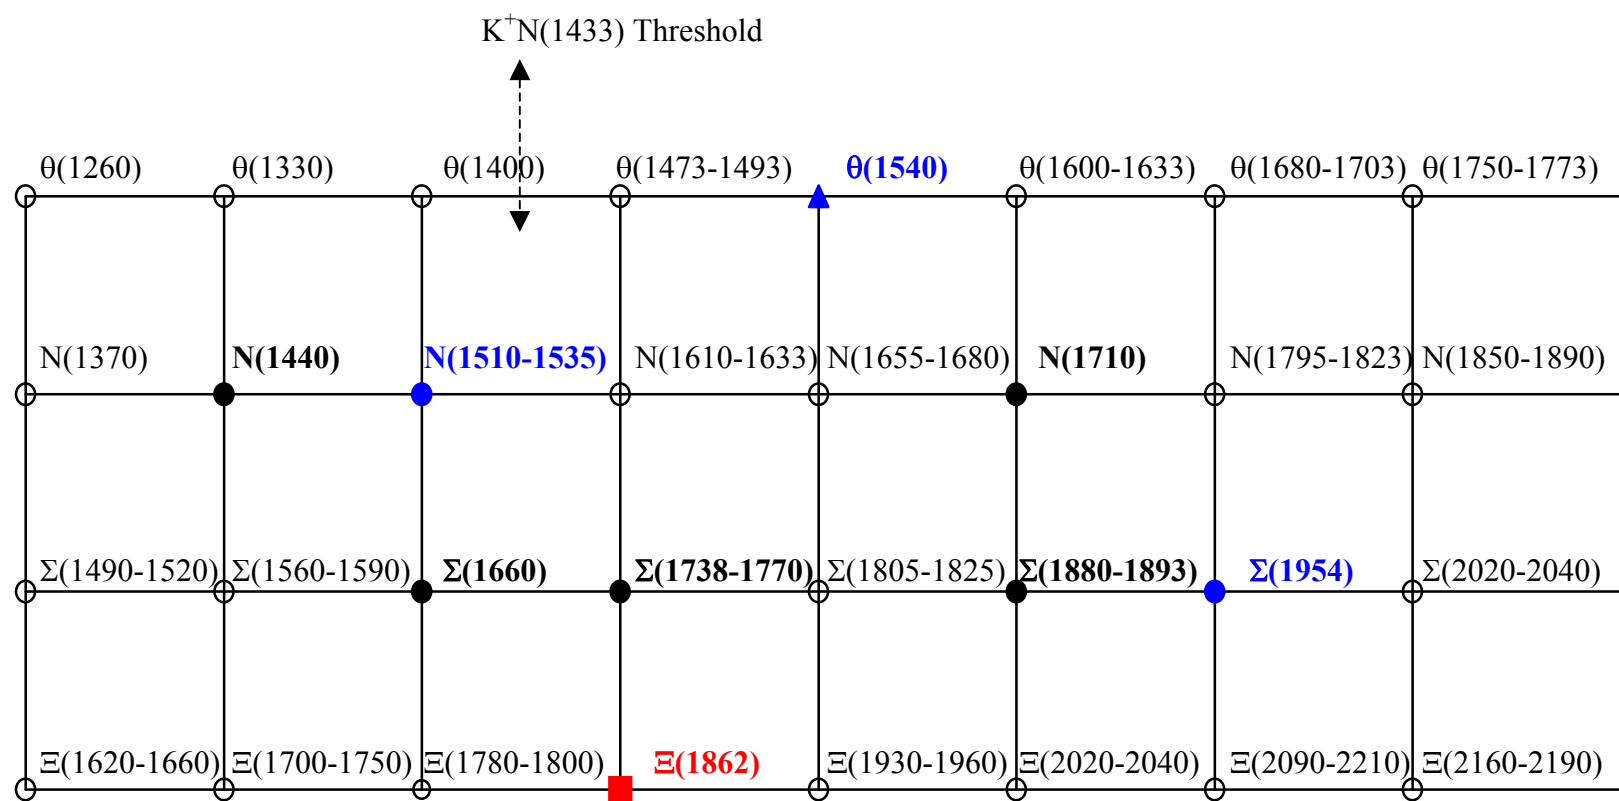 K⁺N(1433) Threshold
θ(1260) θ(1330) θ(1400) θ(1473-1493) θ(1540) θ(1600-1633) θ(1680-1703) θ(1750-1773)
N(1370) N(1440) N(1510-1535) N(1610-1633) N(1655-1680) N(1710) N(1795-1823) N(1850-1890)
Σ(1490-1520) Σ(1560-1590) Σ(1660) Σ(1738-1770) Σ(1805-1825) Σ(1880-1893) Σ(1954) Σ(2020-2040)
Ξ(1620-1660) Ξ(1700-1750) Ξ(1780-1800) Ξ(1862) Ξ(1930-1960) Ξ(2020-2040) Ξ(2090-2210) Ξ(2160-2190)